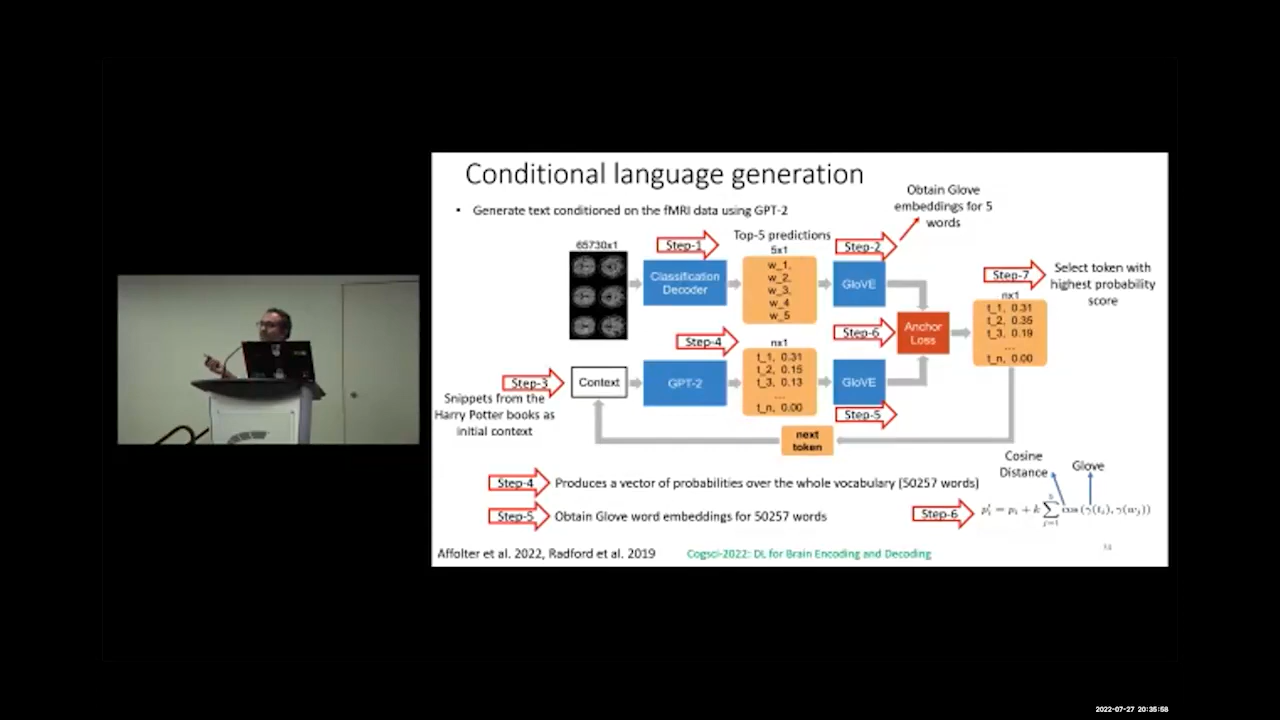 Conditional language generation
• Generate text conditioned on the fMRI data using GPT-2
Obtain Glove
embeddings for 5
words
65730x1
Step-1
Top-5 predictions
5x1
Step-2
Classification
Decoder
w_1,
w_2,
w_3,
w_4
w_5
GloVE
Step-7
Select token with
highest probability
score
nx1
t_1, 0.31
t_2, 0.35
t_3, 0.19
...
t_n, 0.00
Step-6
Anchor
Loss
Step-4
nx1
Step-3
Context
GPT-2
t_1, 0.31
t_2, 0.15
t_3, 0.13
...
t_n, 0.00
GloVE
Step-5
Snippets from the
Harry Potter books as
initial context
next
token
Cosine
Distance
Glove
Step-4
Produces a vector of probabilities over the whole vocabulary (50257 words)
Step-5
Obtain Glove word embeddings for 50257 words
Step-6
Affolter et al. 2022, Radford et al. 2019
Cogsci-2022: DL for Brain Encoding and Decoding
2022-07-27 20:35:58